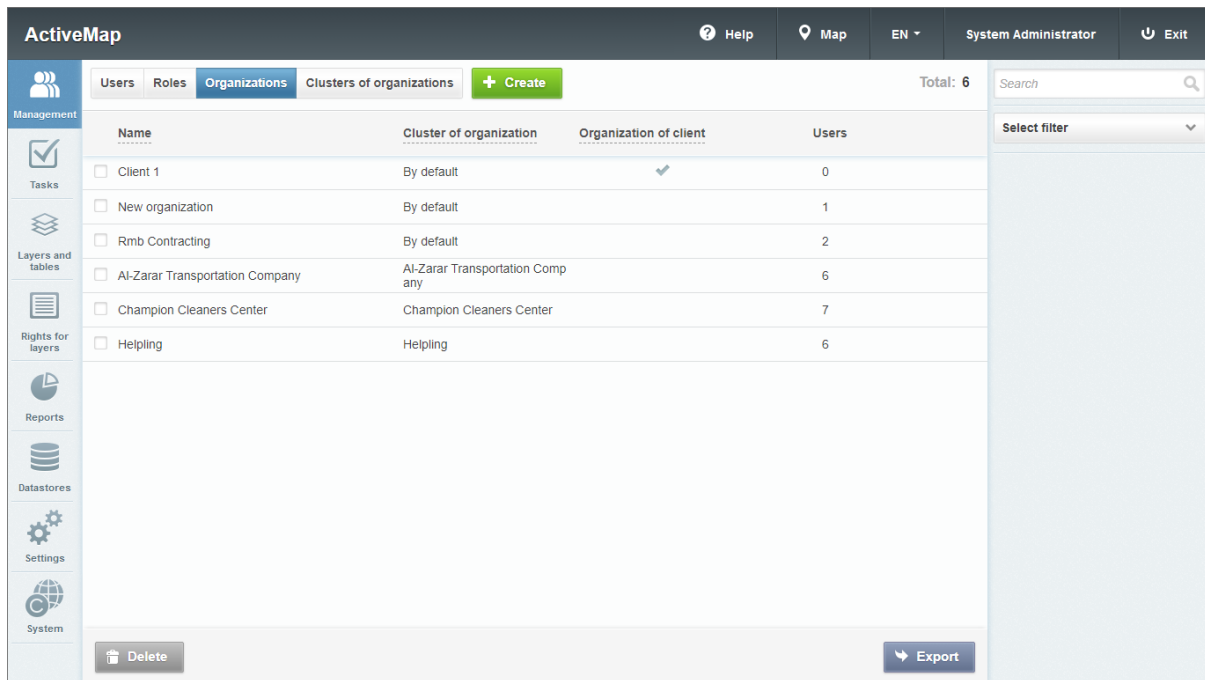 ActiveMap
Help
Map
EN
System Administrator
Exit
Management
Tasks
Layers and
tables
Rights for
layers
Reports
Datastores
Settings
System
Users Roles Organizations Clusters of organizations + Create
Total: 6
Name Cluster of organization Organization of client Users
Client 1 By default 0
New organization By default 1
Rmb Contracting By default 2
Al-Zarar Transportation Company Al-Zarar Transportation Comp
any 6
Champion Cleaners Center Champion Cleaners Center 7
Helpling Helpling 6
Delete
Export
Search
Select filter